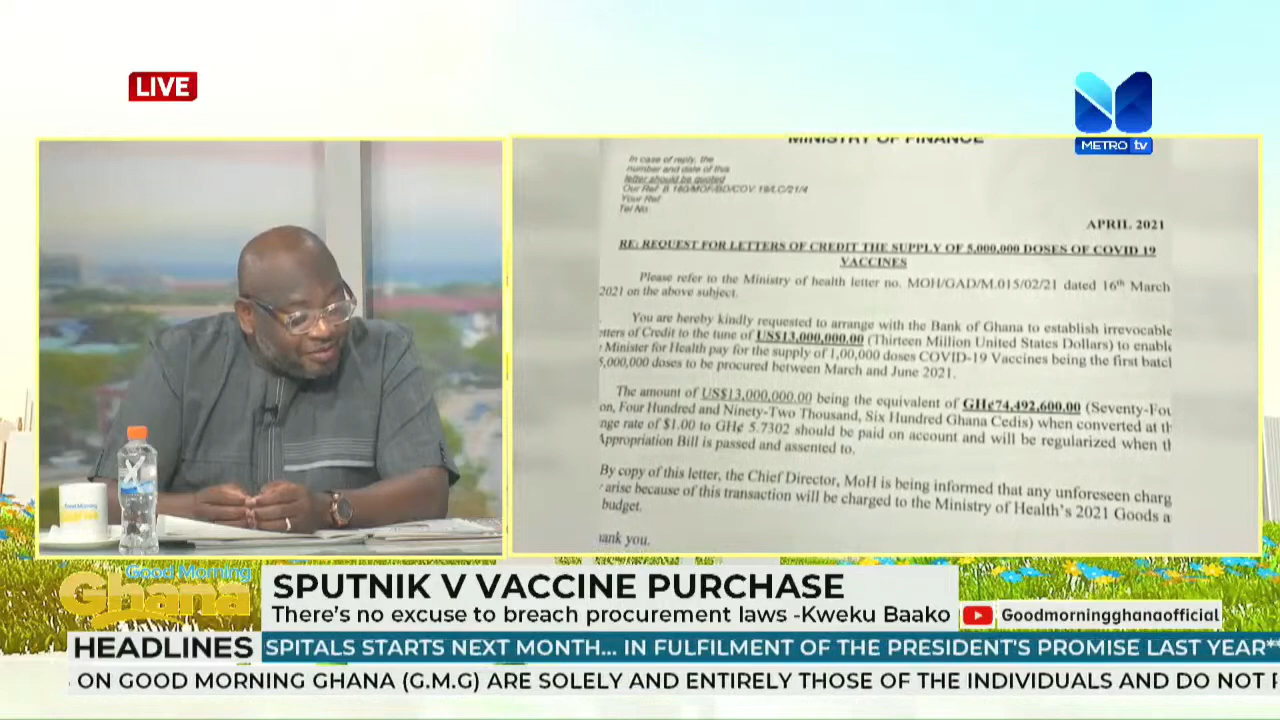 LIVE
METRO tv
MINISTRY OF FINANCE
In case of reply, the
number and date of this
letter should be quoted
Our Ref:
Your Ref
Tel No
APRIL 2021
RE: REQUEST FOR LETTERS OF CREDIT THE SUPPLY OF 5,000,000 DOSES OF COVID 19
VACCINES
Please refer to the Ministry of health letter no. MOH/GAD/M.015/02/21 dated 16th March
2021 on the above subject.
You are hereby kindly requested to arrange with the Bank of Ghana to establish irrevocable
etters of Credit to the tune of US$13,000,000.00 (Thirteen Million United States Dollars) to enable
Minister for Health pay for the supply of 1,00,000 doses COVID-19 Vaccines being the first batcl
5,000,000 doses to be procured between March and June 2021.
The amount of US$13,000,000.00 being the equivalent of GH¢74,492,600.00 (Seventy-Fou
on, Four Hundred and Ninety-Two Thousand, Six Hundred Ghana Cedis) when converted at th
nge rate of $1.00 to GH¢ 5.7302 should be paid on account and will be regularized when th
Appropriation Bill is passed and assented to.
By copy of this letter, the Chief Director, MoH is being informed that any unforeseen charg
arise because of this transaction will be charged to the Ministry of Health's 2021 Goods a
budget.
ank you.
Good Morning
Ghana
SPUTNIK V VACCINE PURCHASE
There's no excuse to breach procurement laws -Kweku Baako
Goodmorningghanaofficial
HEADLINES
SPITALS STARTS NEXT MONTH... IN FULFILMENT OF THE PRESIDENT'S PROMISE LAST YEAR**
ON GOOD MORNING GHANA (G.M.G) ARE SOLELY AND ENTIRELY THOSE OF THE INDIVIDUALS AND DO NOT